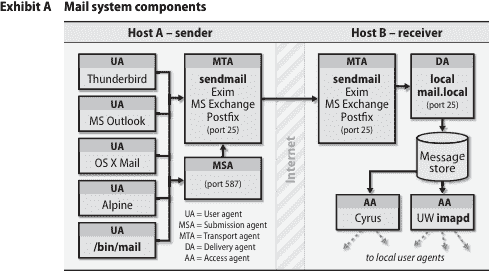 Exhibit A Mail system components
Host A – sender
Host B – receiver
UA
Thunderbird
UA
MS Outlook
UA
OS X Mail
UA
Alpine
UA
/bin/mail
MTA
sendmail
Exim
MS Exchange
Postfix
(port 25)
MSA
(port 587)
UA = User agent
MSA = Submission agent
MTA = Transport agent
DA = Delivery agent
AA = Access agent
Internet
MTA
sendmail
Exim
MS Exchange
Postfix
(port 25)
DA
local
mail.local
(port 25)
Message
store
AA
Cyrus
AA
UW imapd
to local user agents